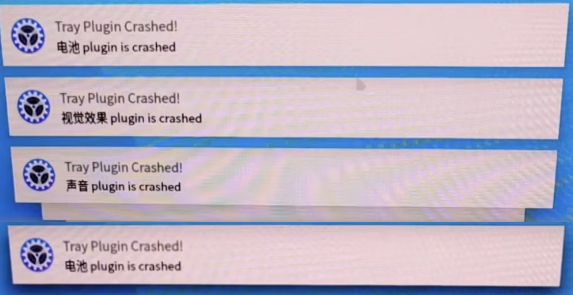 Tray Plugin Crashed!
电池 plugin is crashed
Tray Plugin Crashed!
视觉效果 plugin is crashed
Tray Plugin Crashed!
声音 plugin is crashed
Tray Plugin Crashed!
电池 plugin is crashed